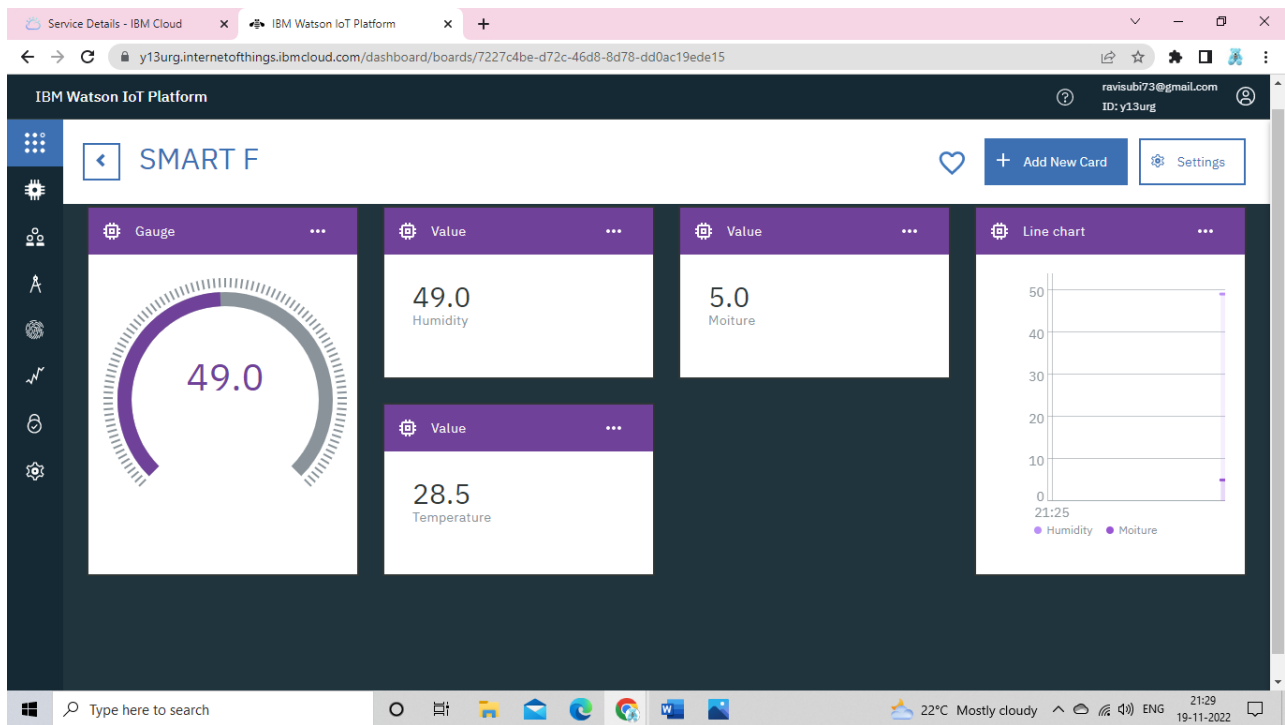 Service Details - IBM Cloud
IBM Watson IoT Platform
y13urg.internetofthings.ibmcloud.com/dashboard/boards/7227c4be-d72c-46d8-8d78-dd0ac19ede15
IBM Watson IoT Platform
ravisubi73@gmail.com
ID: y13urg
SMART F
Add New Card
Settings
Gauge
49.0
Value
49.0
Humidity
Value
5.0
Moiture
Value
28.5
Temperature
Line chart
50
40
30
20
10
0
21:25
Humidity Moiture
Type here to search
22°C Mostly cloudy
ENG
21:29
19-11-2022